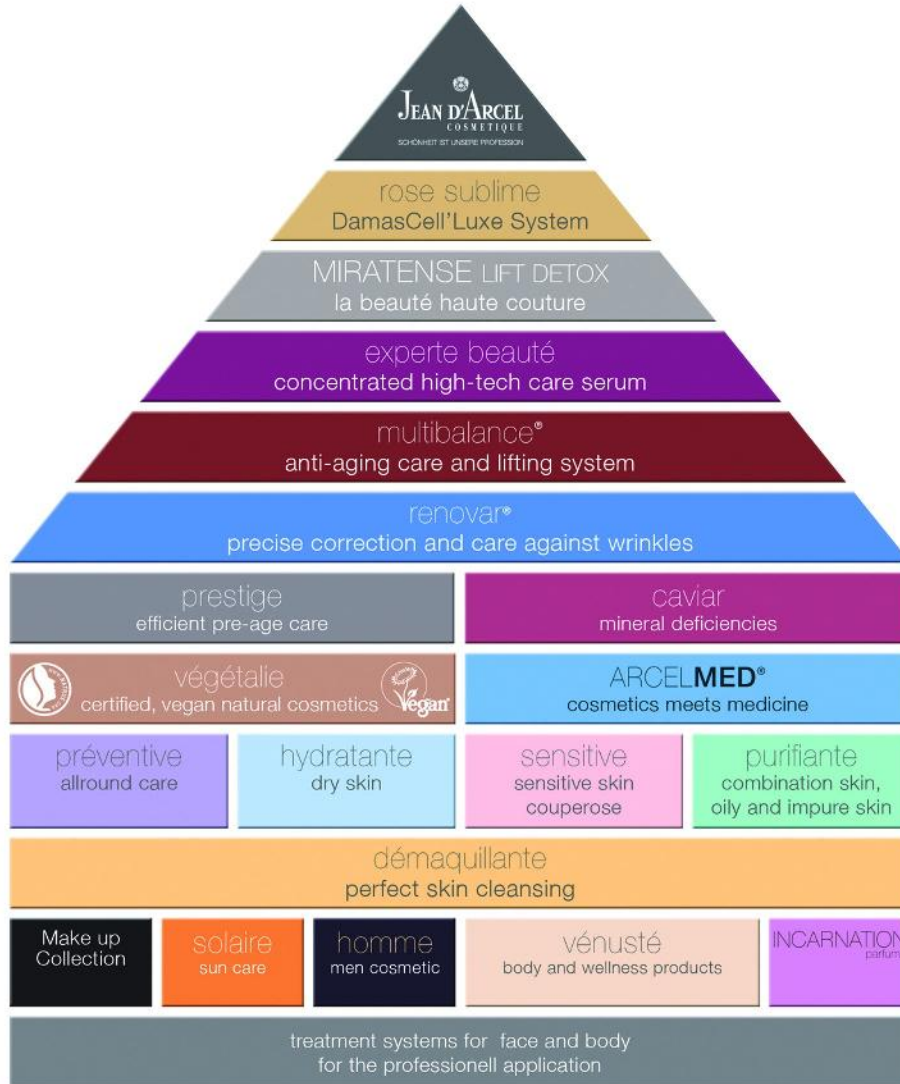 JEAN D'ARCEL
COSMETIQUE
SCHÖNHEIT IST UNSERE PROFESSION
rose sublime
DamasCell'Luxe System
MIRATENSE LIFT DETOX
la beauté haute couture
experte beauté
concentrated high-tech care serum
multibalance®
anti-aging care and lifting system
renovar®
precise correction and care against wrinkles
prestige
efficient pre-age care
caviar
mineral deficiencies
végétalie
certified, vegan natural cosmetics
Vegan
ARCELMED®
cosmetics meets medicine
préventive
allround care
hydratante
dry skin
sensitive
sensitive skin
couperose
purifiante
combination skin,
oily and impure skin
démaquillante
perfect skin cleansing
Make up
Collection
solaire
sun care
homme
men cosmetic
vénusté
body and wellness products
INCARNATION
parfum
treatment systems for face and body
for the professionell application